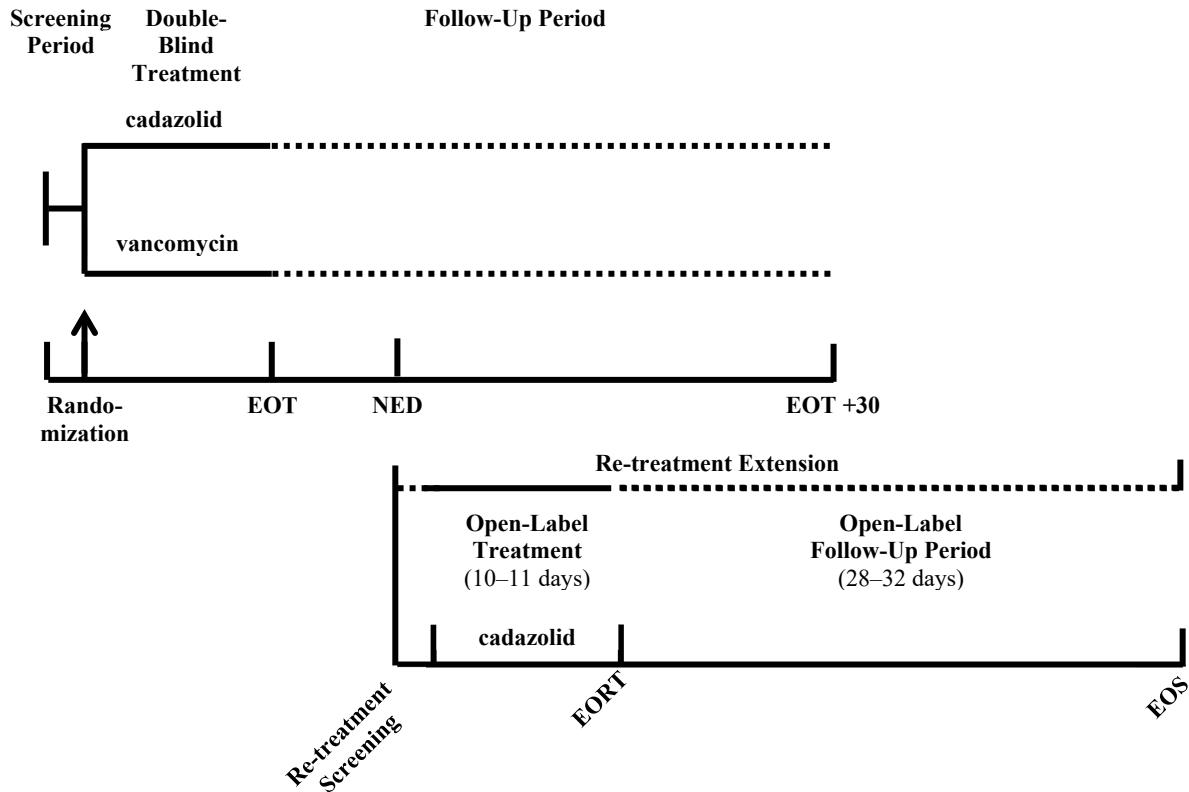 Screening
Period
Double-
Blind
Treatment
Follow-Up Period
cadazolid
vancomycin
Rando-
mization
EOT
NED
EOT +30
Re-treatment Extension
Open-Label
Treatment
(10–11 days)
Open-Label
Follow-Up Period
(28–32 days)
cadazolid
Re-treatment
Screening
EORT
EOS